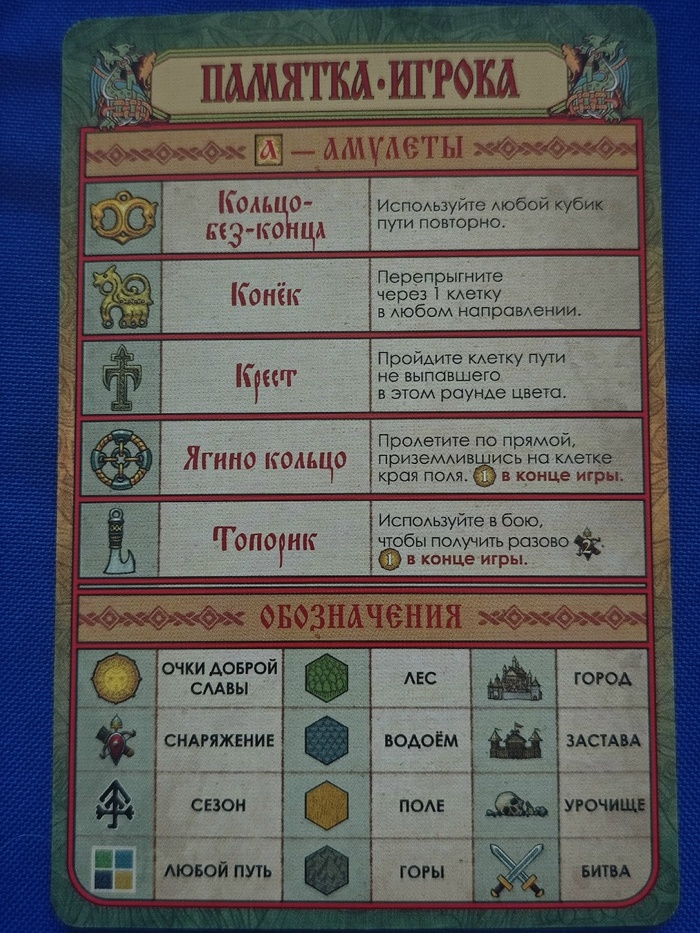 ПАМЯТКА·ИГРОКА
А — АМУЛЕТЫ
Кольцо-
без-конца
Используйте любой кубик
пути повторно.
Конёк
Перепрыгните
через 1 клетку
в любом направлении.
Крест
Пройдите клетку пути
не выпавшего
в этом раунде цвета.
Ягино кольцо
Пролетите по прямой,
приземлившись на клетке
края поля. 1 в конце игры.
Топорик
Используйте в бою,
чтобы получить разово 2.
1 в конце игры.
ОБОЗНАЧЕНИЯ
ОЧКИ ДОБРОЙ
СЛАВЫ
ЛЕС
ГОРОД
СНАРЯЖЕНИЕ
ВОДОЁМ
ЗАСТАВА
СЕЗОН
ПОЛЕ
УРОЧИЩЕ
ЛЮБОЙ ПУТЬ
ГОРЫ
БИТВА